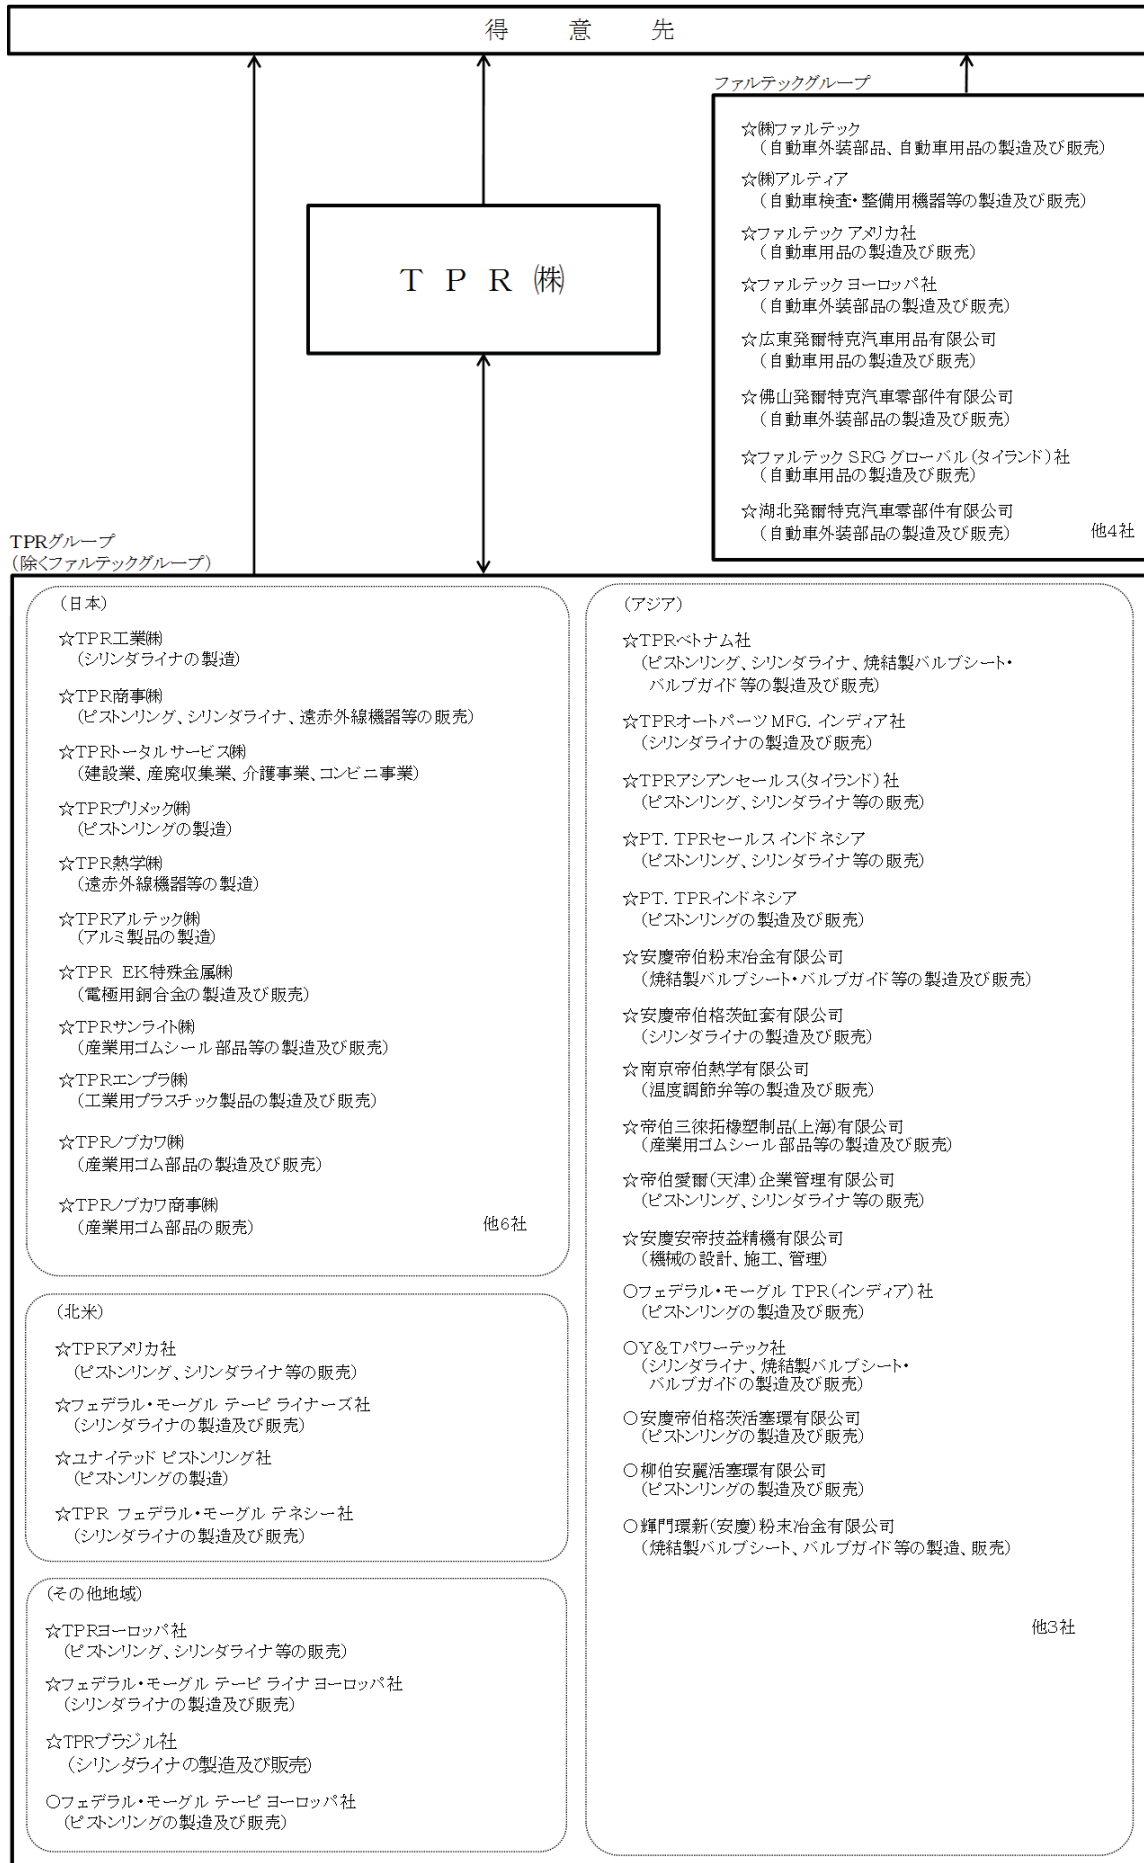 得意先
ファルテックグループ
☆㈱ファルテック
(自動車外装部品、自動車用品の製造及び販売)
☆㈱アルティア
(自動車検査・整備用機器等の製造及び販売)
☆ファルテック アメリカ社
(自動車用品の製造及び販売)
☆ファルテック ヨーロッパ社
(自動車外装部品の製造及び販売)
☆広東発爾特克汽車用品有限公司
(自動車用品の製造及び販売)
☆佛山発爾特克汽車零部件有限公司
(自動車外装部品の製造及び販売)
☆ファルテック SRG グローバル(タイランド)社
(自動車用品の製造及び販売)
☆湖北発爾特克汽車零部件有限公司
(自動車外装部品の製造及び販売)
他4社
TPR㈱
TPRグループ
(除くファルテックグループ)
(日本)
☆TPR工業㈱
(シリンダライナの製造)
☆TPR商事㈱
(ピストンリング、シリンダライナ、遠赤外線機器等の販売)
☆TPRトータルサービス㈱
(建設業、産廃収集業、介護事業、コンビニ事業)
☆TPRプリメック㈱
(ピストンリングの製造)
☆TPR熱学㈱
(遠赤外線機器等の製造)
☆TPRアルテック㈱
(アルミ製品の製造)
☆TPR EK特殊金属㈱
(電極用銅合金の製造及び販売)
☆TPRサンライト㈱
(産業用ゴムシール部品等の製造及び販売)
☆TPRエンプラ㈱
(工業用プラスチック製品の製造及び販売)
☆TPRノブカワ㈱
(産業用ゴム部品の製造及び販売)
☆TPRノブカワ商事㈱
(産業用ゴム部品の販売)
他6社
(北米)
☆TPRアメリカ社
(ピストンリング、シリンダライナ等の販売)
☆フェデラル・モーグル テーピ ライナーズ社
(シリンダライナの製造及び販売)
☆ユナイテッド ピストンリング社
(ピストンリングの製造)
☆TPR フェデラル・モーグル テネシー社
(シリンダライナの製造及び販売)
(その他地域)
☆TPRヨーロッパ社
(ピストンリング、シリンダライナ等の販売)
☆フェデラル・モーグル テーピ ライナ ヨーロッパ社
(シリンダライナの製造及び販売)
☆TPRブラジル社
(シリンダライナの製造及び販売)
○フェデラル・モーグル テーピ ヨーロッパ社
(ピストンリングの製造及び販売)
(アジア)
☆TPRベトナム社
(ピストンリング、シリンダライナ、焼結製バルブシート・
バルブガイド等の製造及び販売)
☆TPRオートパーツ MFG. インディア社
(シリンダライナの製造及び販売)
☆TPRアシアンセールス(タイランド)社
(ピストンリング、シリンダライナ等の販売)
☆PT. TPRセールス インドネシア
(ピストンリング、シリンダライナ等の販売)
☆PT. TPRインドネシア
(ピストンリングの製造及び販売)
☆安慶帝伯粉末冶金有限公司
(焼結製バルブシート・バルブガイド等の製造及び販売)
☆安慶帝伯格茨缸套有限公司
(シリンダライナの製造及び販売)
☆南京帝伯熱学有限公司
(温度調節弁等の製造及び販売)
☆帝伯三徠拓橡塑制品(上海)有限公司
(産業用ゴムシール部品等の製造及び販売)
☆帝伯愛爾(天津)企業管理有限公司
(ピストンリング、シリンダライナ等の販売)
☆安慶安帝技益精機有限公司
(機械の設計、施工、管理)
○フェデラル・モーグル TPR(インディア)社
(ピストンリングの製造及び販売)
○Y&Tパワーテック社
(シリンダライナ、焼結製バルブシート・
バルブガイドの製造及び販売)
○安慶帝伯格茨活塞環有限公司
(ピストンリングの製造及び販売)
○柳伯安麗活塞環有限公司
(ピストンリングの製造及び販売)
○輝門環新(安慶)粉末冶金有限公司
(焼結製バルブシート、バルブガイド等の製造、販売)
他3社